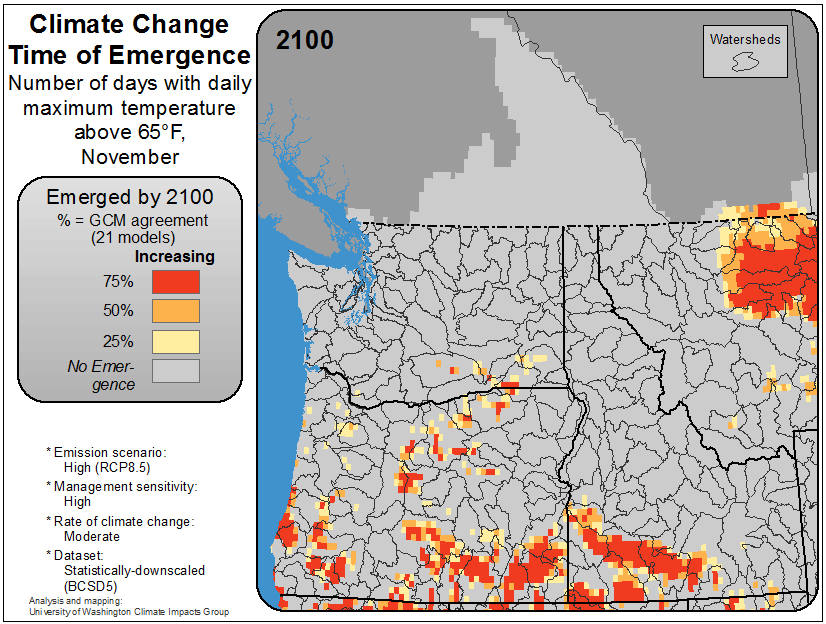 Climate Change
Time of Emergence
Number of days with daily
maximum temperature
above 65°F,
November
Emerged by 2100
% = GCM agreement
(21 models)
Increasing
75%
50%
25%
No Emer-
gence
* Emission scenario:
High (RCP8.5)
* Management sensitivity:
High
* Rate of climate change:
Moderate
* Dataset:
Statistically-downscaled
(BCSD5)
Analysis and mapping:
University of Washington Climate Impacts Group
2100
Watersheds